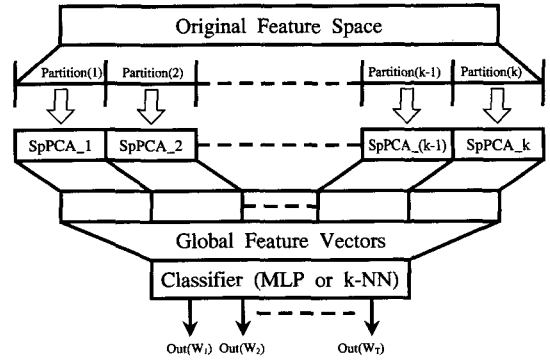 Original Feature Space
Partition(1) Partition(2) Partition(k-1) Partition(k)
SpPCA_1 SpPCA_2 SpPCA_(k-1) SpPCA_k
Global Feature Vectors
Classifier (MLP or k-NN)
Out(W₁) Out(W₂) Out(W_T)